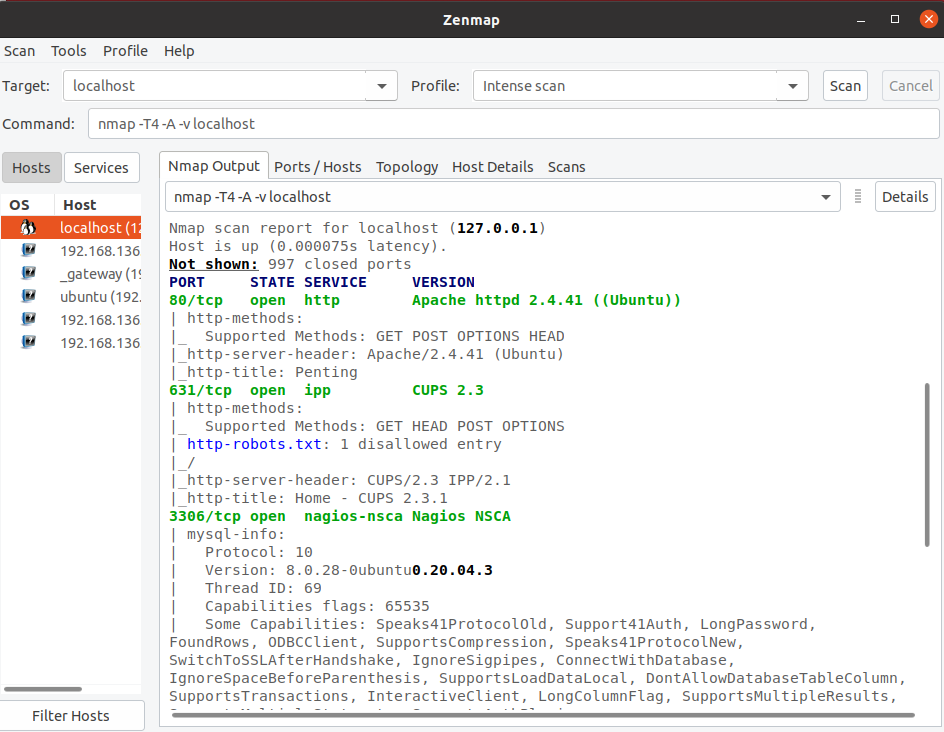 Zenmap
Scan Tools Profile Help
Target: localhost Profile: Intense scan Scan Cancel
Command: nmap -T4 -A -v localhost
Hosts Services
OS Host
localhost (12
192.168.136
_gateway (19
ubuntu (192.
192.168.136
192.168.136
Filter Hosts
Nmap Output Ports / Hosts Topology Host Details Scans
nmap -T4 -A -v localhost Details
Nmap scan report for localhost (127.0.0.1)
Host is up (0.000075s latency).
Not shown: 997 closed ports
PORT STATE SERVICE VERSION
80/tcp open http Apache httpd 2.4.41 ((Ubuntu))
| http-methods:
|_ Supported Methods: GET POST OPTIONS HEAD
|_http-server-header: Apache/2.4.41 (Ubuntu)
|_http-title: Penting
631/tcp open ipp CUPS 2.3
| http-methods:
|_ Supported Methods: GET HEAD POST OPTIONS
| http-robots.txt: 1 disallowed entry
|_/
|_http-server-header: CUPS/2.3 IPP/2.1
|_http-title: Home - CUPS 2.3.1
3306/tcp open nagios-nsca Nagios NSCA
| mysql-info:
| Protocol: 10
| Version: 8.0.28-0ubuntu0.20.04.3
| Thread ID: 69
| Capabilities flags: 65535
| Some Capabilities: Speaks41ProtocolOld, Support41Auth, LongPassword,
FoundRows, ODBCClient, SupportsCompression, Speaks41ProtocolNew,
SwitchToSSLAfterHandshake, IgnoreSigpipes, ConnectWithDatabase,
IgnoreSpaceBeforeParenthesis, SupportsLoadDataLocal, DontAllowDatabaseTableColumn,
SupportsTransactions, InteractiveClient, LongColumnFlag, SupportsMultipleResults,